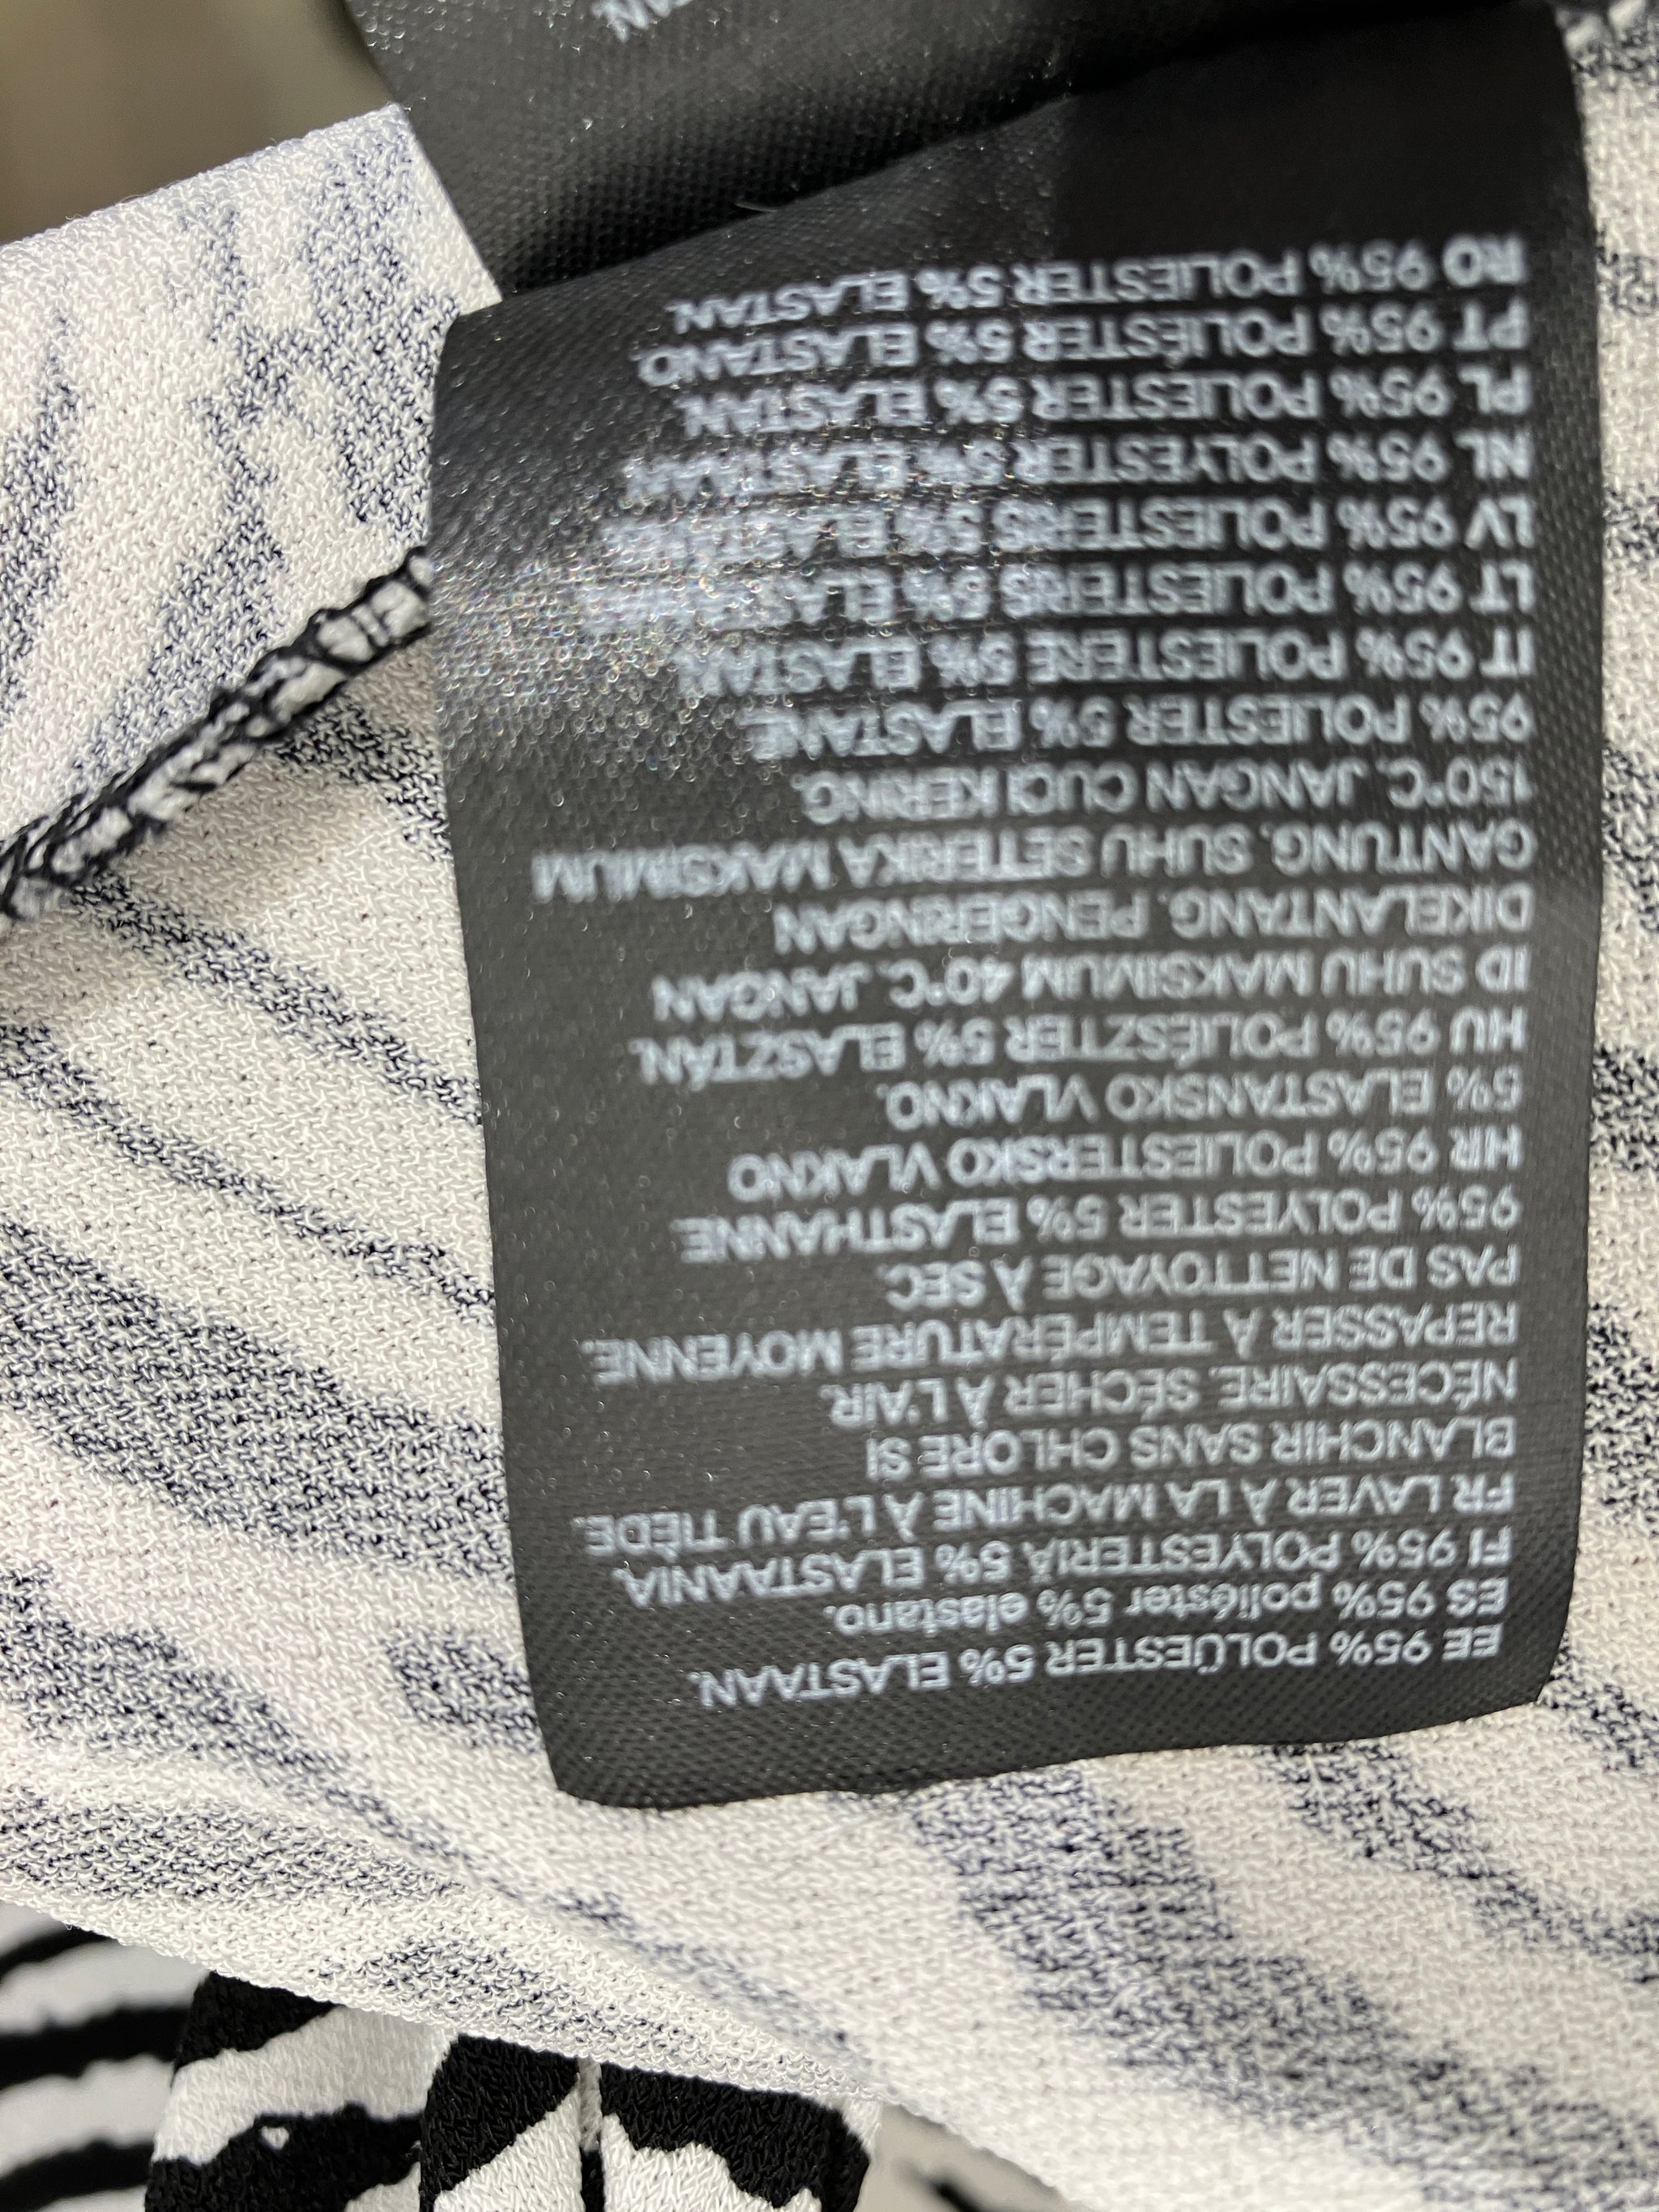 EE 95% POLÜESTER 5% ELASTAAN.
ES 95% poliéster 5% elastano.
FI 95% POLYESTERIÄ 5% ELASTAANIA.
FR LAVER À LA MACHINE À L'EAU TIÈDE.
BLANCHIR SANS CHLORE SI
NÉCESSAIRE. SÉCHER À L'AIR.
REPASSER À TEMPÉRATURE MOYENNE.
PAS DE NETTOYAGE À SEC.
95% POLYESTER 5% ELASTHANNE.
HR 95% POLIESTERSKO VLAKNO
5% ELASTANSKO VLAKNO.
HU 95% POLIÉSZTER 5% ELASZTÁN.
ID SUHU MAKSIMUM 40°C. JANGAN
DIKELANTANG. PENGERINGAN
GANTUNG. SUHU SETERIKA MAKSIMUM
150°C. JANGAN CUCI KERING.
95% POLIESTER 5% ELASTANE.
IT 95% POLIESTERE 5% ELASTAN.
LT 95% POLIESTERIS 5%
LV 95% POLIESTERIS 5%
NL 95% POLYESTER 5% ELASTAAN.
PL 95% POLIESTER 5% ELASTAN.
PT 95% POLIÉSTER 5% ELASTANO.
RO 95% POLIESTER 5% ELASTAN.